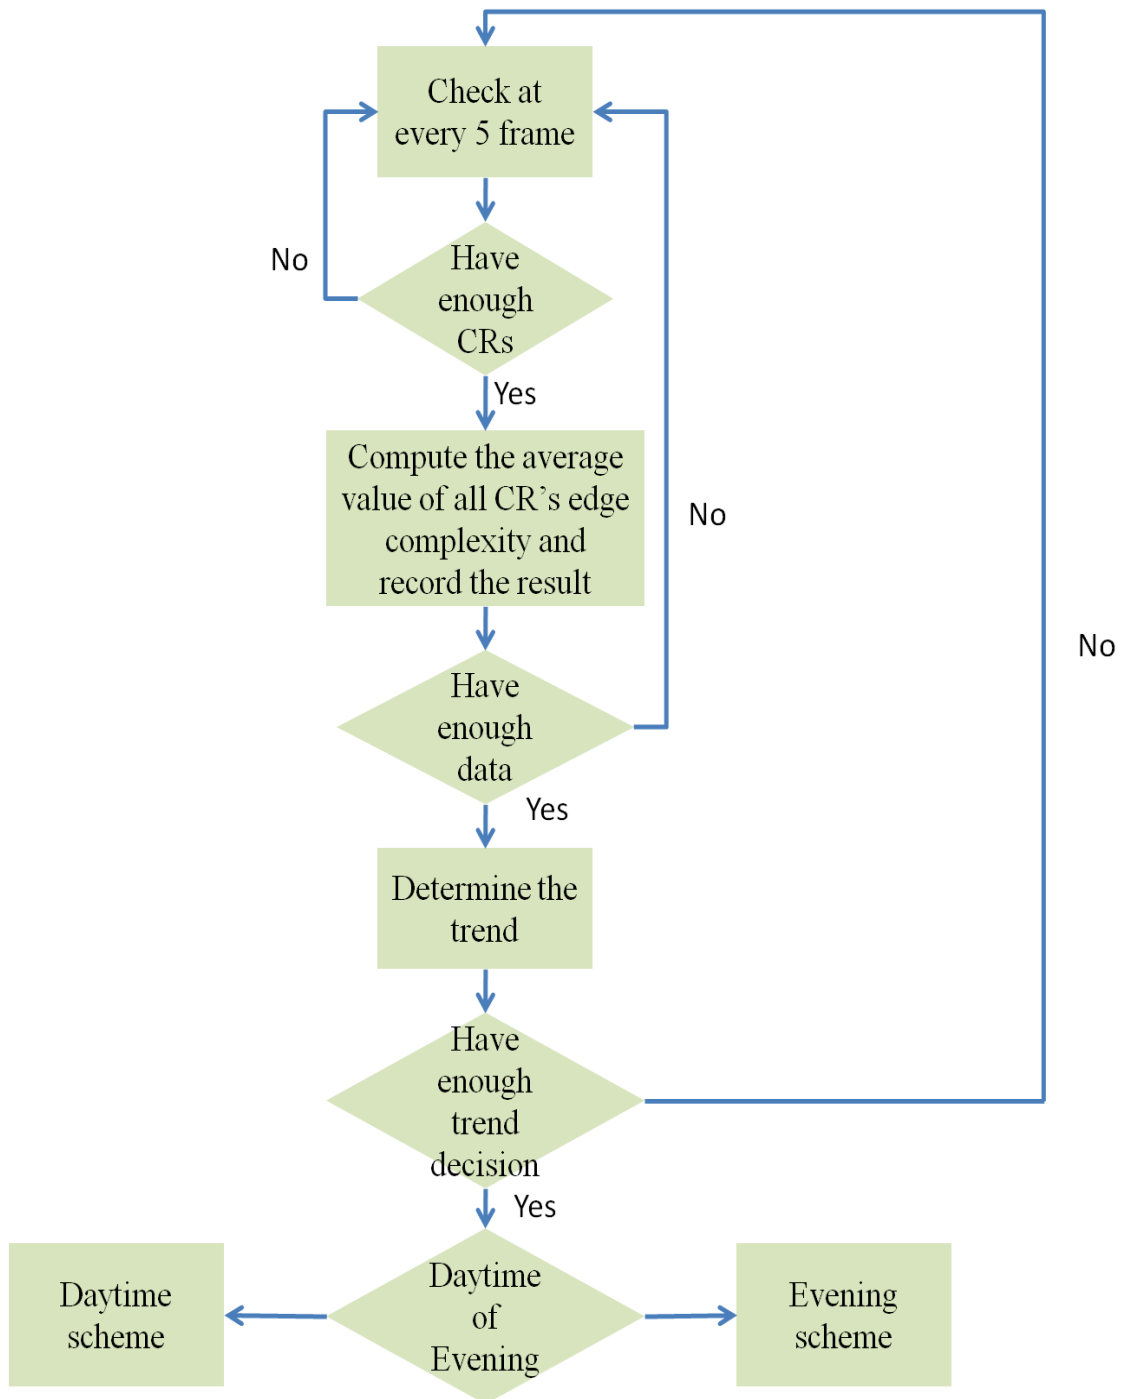 Check at
every 5 frame
No
Have
enough
CRs
Yes
Compute the average
value of all CR’s edge
complexity and
record the result
No
Have
enough
data
No
Yes
Determine the
trend
Have
enough
trend
decision
Yes
Daytime
scheme
Daytime
of
Evening
Evening
scheme